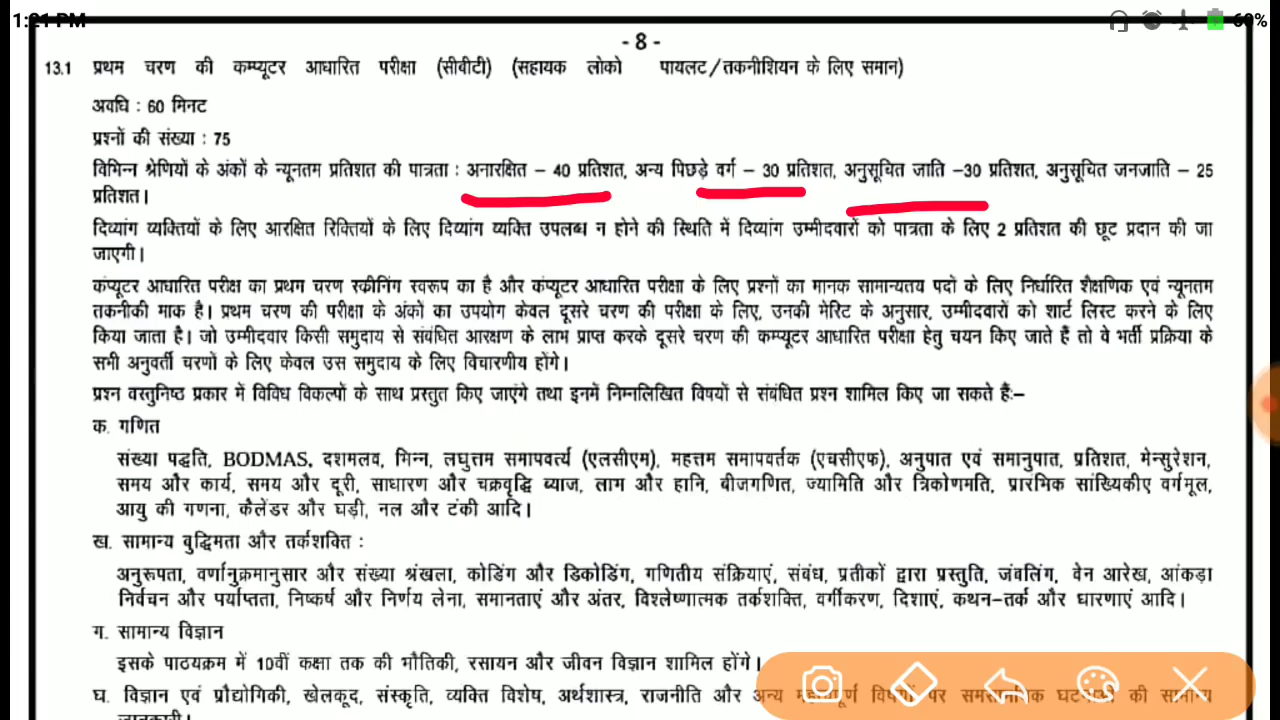 1:21 PM
60%
- 8 -
13.1 प्रथम चरण की कम्प्यूटर आधारित परीक्षा (सीबीटी) (सहायक लोको पायलट/तकनीशियन के लिए समान)
अवधि : 60 मिनट
प्रश्नों की संख्या : 75
विभिन्न श्रेणियों के अंकों के न्यूनतम प्रतिशत की पात्रता : अनारक्षित – 40 प्रतिशत, अन्य पिछड़े वर्ग – 30 प्रतिशत, अनुसूचित जाति –30 प्रतिशत, अनुसूचित जनजाति – 25
प्रतिशत।
दिव्यांग व्यक्तियों के लिए आरक्षित रिक्तियों के लिए दिव्यांग व्यक्ति उपलब्ध न होने की स्थिति में दिव्यांग उम्मीदवारों को पात्रता के लिए 2 प्रतिशत की छूट प्रदान की जा
जाएगी।
कंप्यूटर आधारित परीक्ष का प्रथम चरण स्क्रीनिंग स्वरूप का है और कंप्यूटर आधारित परीक्षा के लिए प्रश्नों का मानक सामान्यतय पदो के लिए निर्धारित शैक्षणिक एवं न्यूनतम
तकनीकी माक है। प्रथम चरण की परीक्षा के अंकों का उपयोग केवल दूसरे चरण की परीक्षा के लिए, उनकी मेरिट के अनुसार, उम्मीदवारों को शार्ट लिस्ट करने के लिए
किया जाता है। जो उम्मीदवार किसी समुदाय से संबंधित आरक्षण के लाभ प्राप्त करके दूसरे चरण की कम्प्यूटर आधारित परीक्षा हेतु चयन किए जाते हैं तो वे भर्ती प्रक्रिया के
सभी अनुवर्ती चरणों के लिए केवल उस समुदाय के लिए विचारणीय होंगे।
प्रश्न वस्तुनिष्ठ प्रकार में विविध विकल्पों के साथ प्रस्तुत किए जाएंगे तथा इनमें निम्नलिखित विषयों से संबंधित प्रश्न शामिल किए जा सकते हैं:–
क. गणित
संख्या पद्धति, BODMAS, दशमलव, भिन्न, लघुत्तम समापवर्त्य (एलसीएम), महत्तम समापवर्तक (एचसीएफ), अनुपात एवं समानुपात, प्रतिशत, मेन्सुरेशन,
समय और कार्य, समय और दूरी, साधारण और चक्रवृद्धि ब्याज, लाभ और हानि, बीजगणित, ज्यामिति और त्रिकोणमति, प्रारंभिक सांख्यिकीए वर्गमूल,
आयु की गणना, कैलेंडर और घड़ी, नल और टंकी आदि।
ख. सामान्य बुद्धिमता और तर्कशक्ति :
अनुरूपता, वर्णानुक्रमानुसार और संख्या श्रंखला, कोडिंग और डिकोडिंग, गणितीय संक्रियाएं, संबंध, प्रतीकों द्वारा प्रस्तुति, जंबलिंग, वेन आरेख, आंकड़ा
निर्वचन और पर्याप्तता, निष्कर्ष और निर्णय लेना, समानताएं और अंतर, विश्लेष्णात्मक तर्कशक्ति, वर्गीकरण, दिशाएं, कथन–तर्क और धारणाएं आदि।
ग. सामान्य विज्ञान
इसके पाठयक्रम में 10वीं कक्षा तक की भौतिकी, रसायन और जीवन विज्ञान शामिल होंगे।
घ. विज्ञान एवं प्रौद्योगिकी, खेलकूद, संस्कृति, व्यक्ति विशेष, अर्थशास्त्र, राजनीति और अन्य पर की सामान्य
जानकारी।